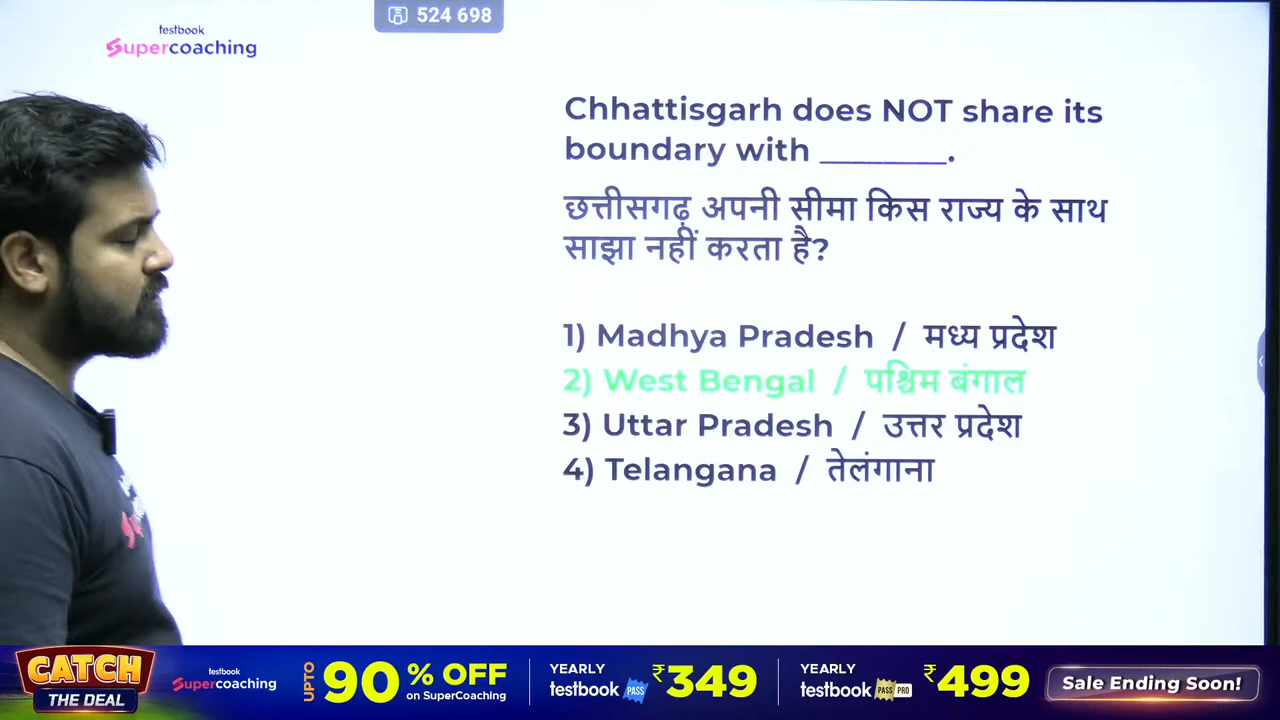 524 698
testbook
Supercoaching
Chhattisgarh does NOT share its
boundary with ________.
छत्तीसगढ़ अपनी सीमा किस राज्य के साथ
साझा नहीं करता है?
1) Madhya Pradesh / मध्य प्रदेश
2) West Bengal / पश्चिम बंगाल
3) Uttar Pradesh / उत्तर प्रदेश
4) Telangana / तेलंगाना
CATCH
THE DEAL
testbook
Supercoaching
UPTO
90% OFF
on SuperCoaching
YEARLY
testbook PASS
₹349
YEARLY
testbook PASS PRO
₹499
Sale Ending Soon!